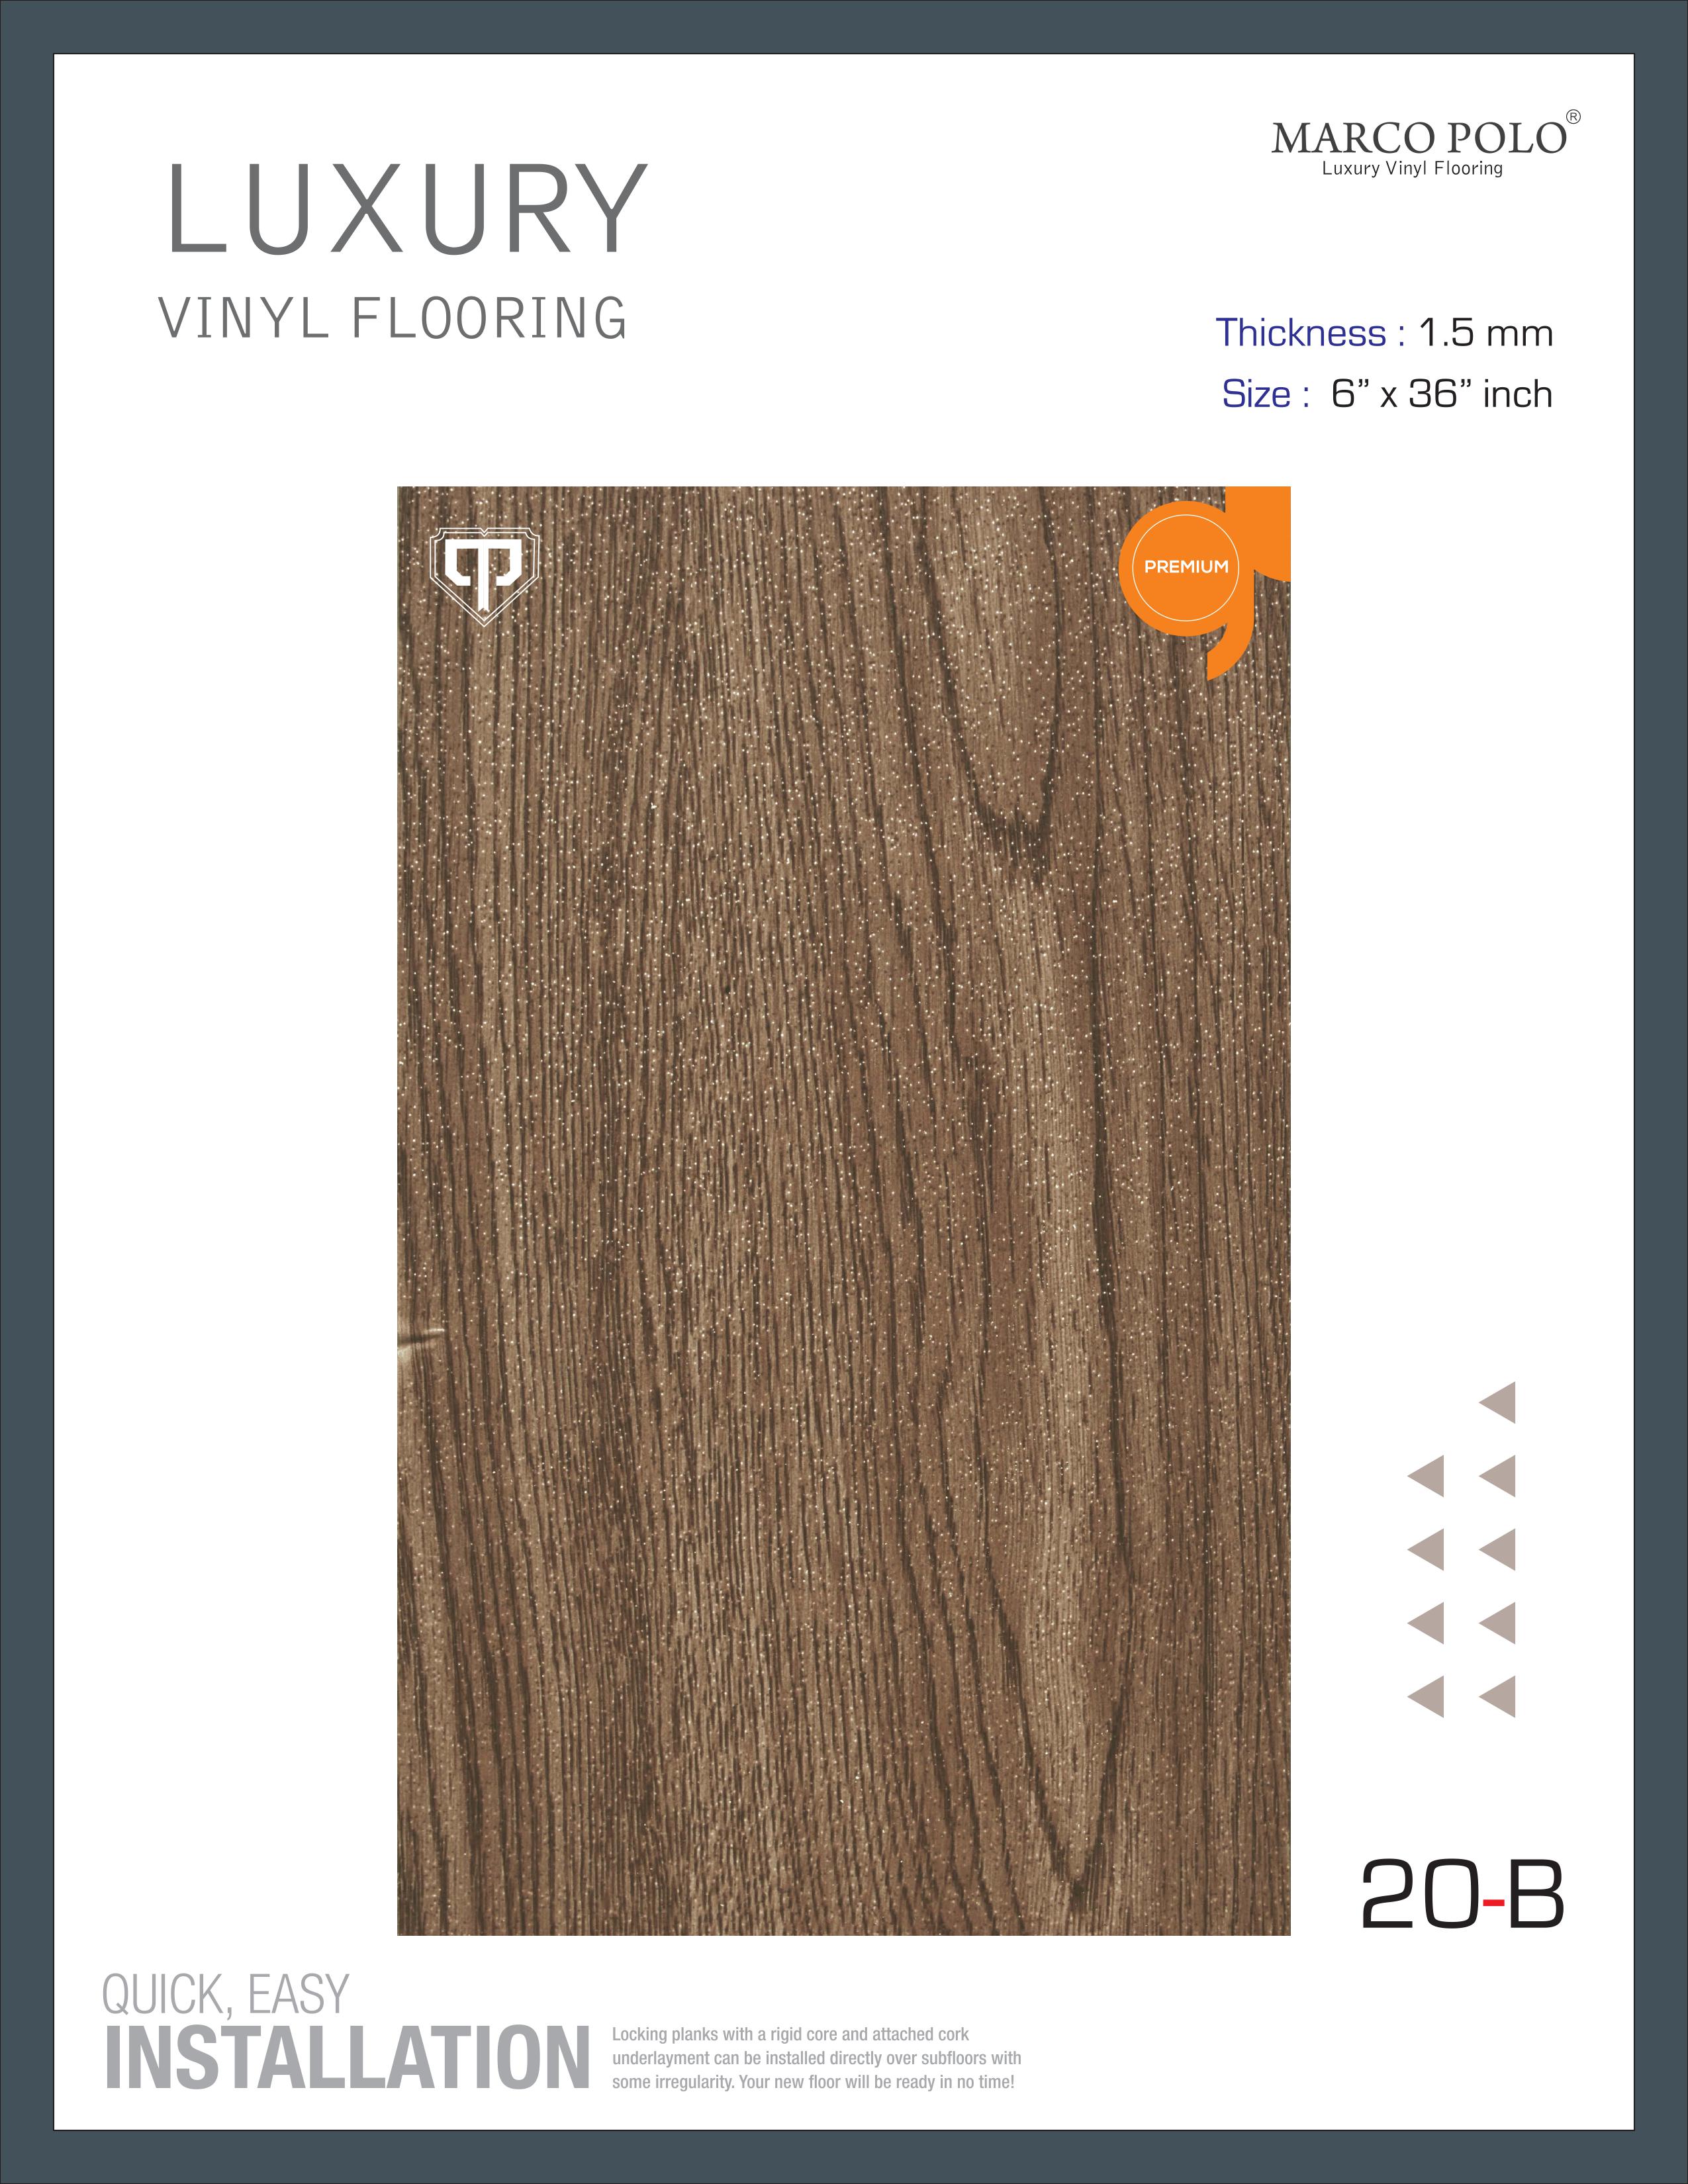 MARCO POLO®
Luxury Vinyl Flooring
LUXURY
VINYL FLOORING
Thickness : 1.5 mm
Size : 6” x 36” inch
PREMIUM
20-B
QUICK, EASY
INSTALLATION
Locking planks with a rigid core and attached cork
underlayment can be installed directly over subfloors with
some irregularity. Your new floor will be ready in no time!